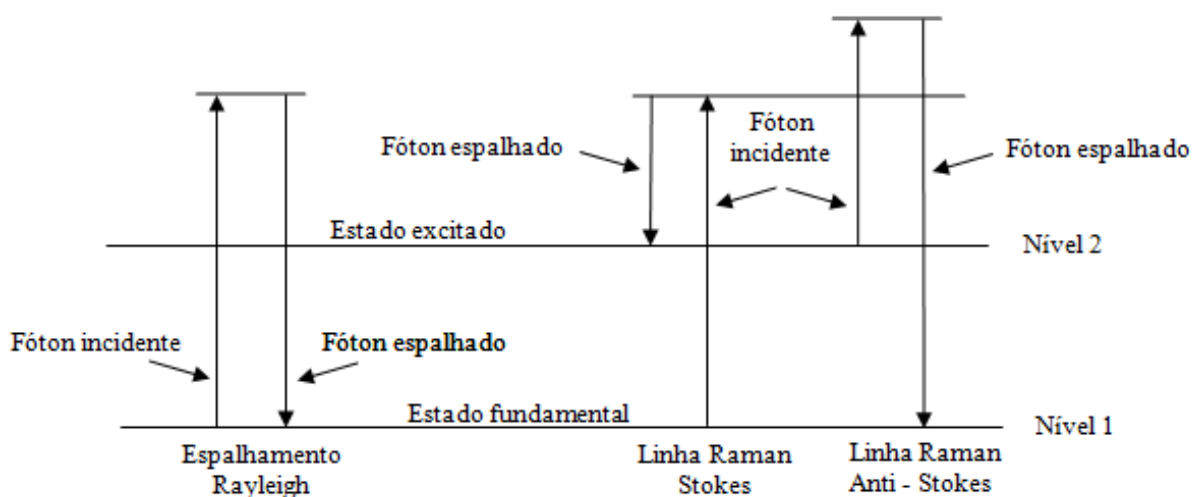 Fóton espalhado
Fóton
incidente
Fóton espalhado
Estado excitado
Nível 2
Fóton incidente
Fóton espalhado
Estado fundamental
Nível 1
Espalhamento
Rayleigh
Linha Raman
Stokes
Linha Raman
Anti - Stokes